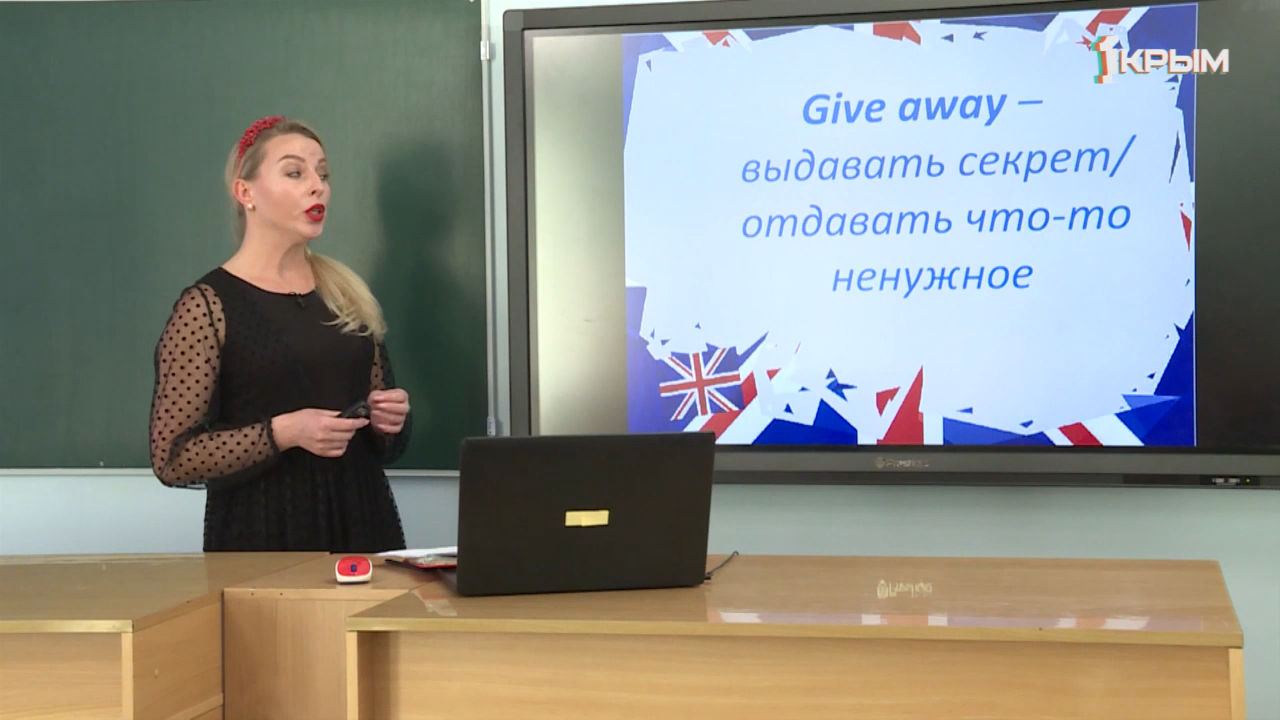 1КРЫМ
Give away –
выдавать секрет/
отдавать что-то
ненужное